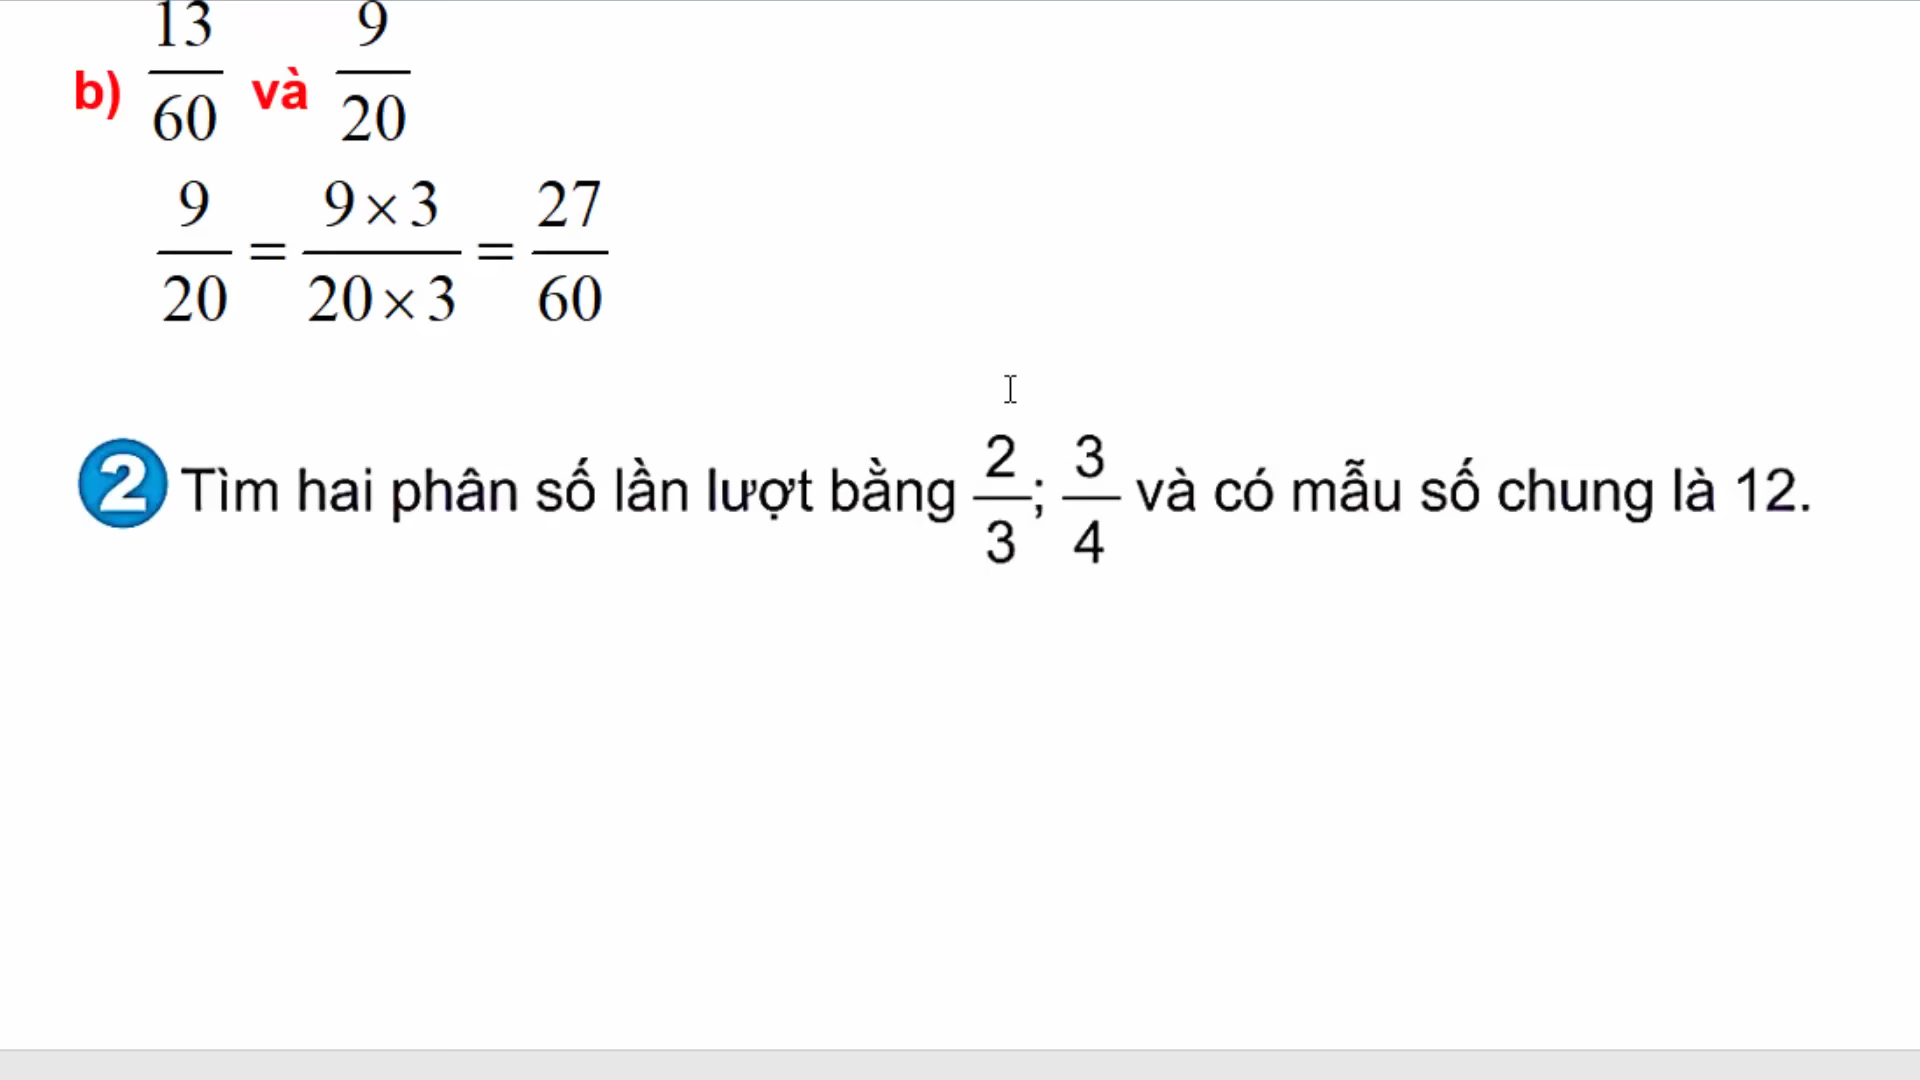 b) 13/60 và 9/20
9/20 = 9×3/20×3 = 27/60
2 Tìm hai phân số lần lượt bằng 2/3; 3/4 và có mẫu số chung là 12.